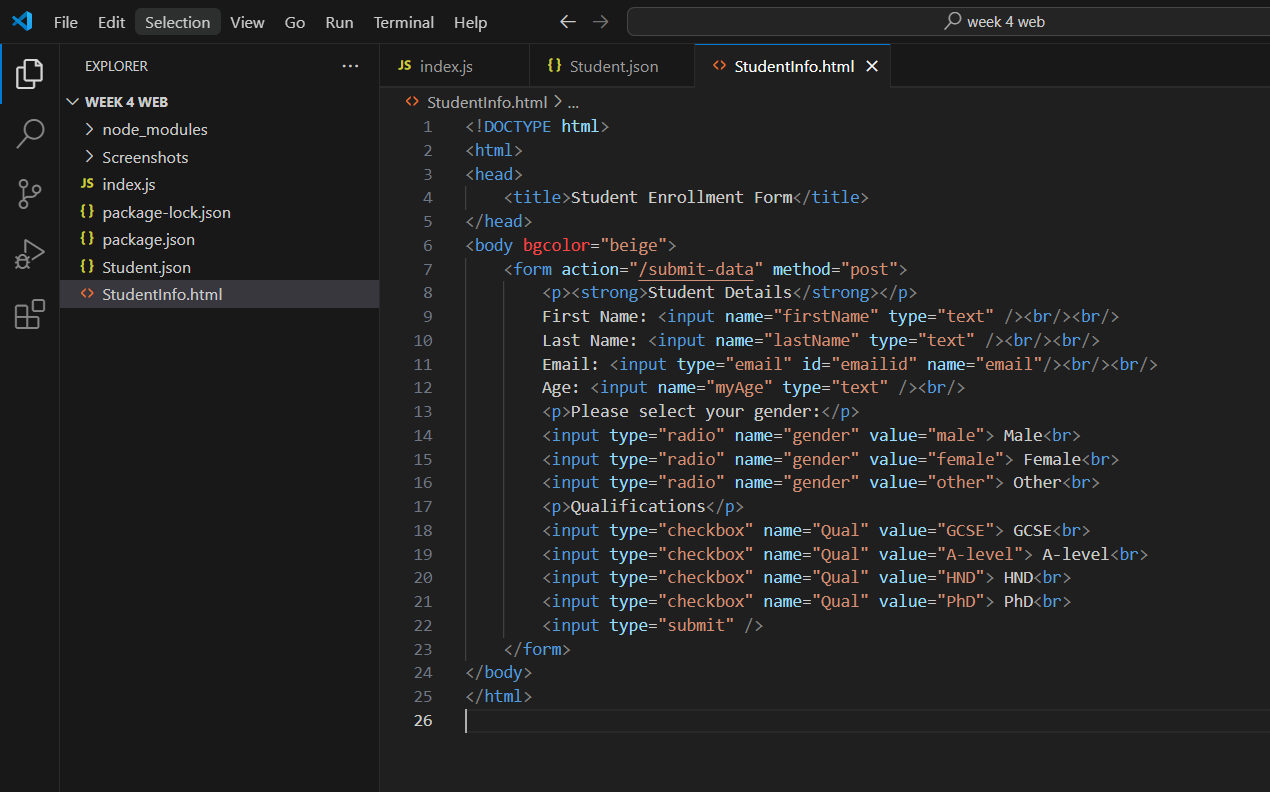 File Edit Selection View Go Run Terminal Help
week 4 web
EXPLORER
WEEK 4 WEB
node_modules
Screenshots
JS index.js
{} package-lock.json
{} package.json
{} Student.json
<> StudentInfo.html
JS index.js
{} Student.json
<> StudentInfo.html
<> StudentInfo.html > ...
1 <!DOCTYPE html>
2 <html>
3 <head>
4     <title>Student Enrollment Form</title>
5 </head>
6 <body bgcolor="beige">
7     <form action="/submit-data" method="post">
8         <p><strong>Student Details</strong></p>
9         First Name: <input name="firstName" type="text" /><br/><br/>
10         Last Name: <input name="lastName" type="text" /><br/><br/>
11         Email: <input type="email" id="emailid" name="email"/><br/><br/>
12         Age: <input name="myAge" type="text" /><br/>
13         <p>Please select your gender:</p>
14         <input type="radio" name="gender" value="male"> Male<br>
15         <input type="radio" name="gender" value="female"> Female<br>
16         <input type="radio" name="gender" value="other"> Other<br>
17         <p>Qualifications</p>
18         <input type="checkbox" name="Qual" value="GCSE"> GCSE<br>
19         <input type="checkbox" name="Qual" value="A-level"> A-level<br>
20         <input type="checkbox" name="Qual" value="HND"> HND<br>
21         <input type="checkbox" name="Qual" value="PhD"> PhD<br>
22         <input type="submit" />
23     </form>
24 </body>
25 </html>
26